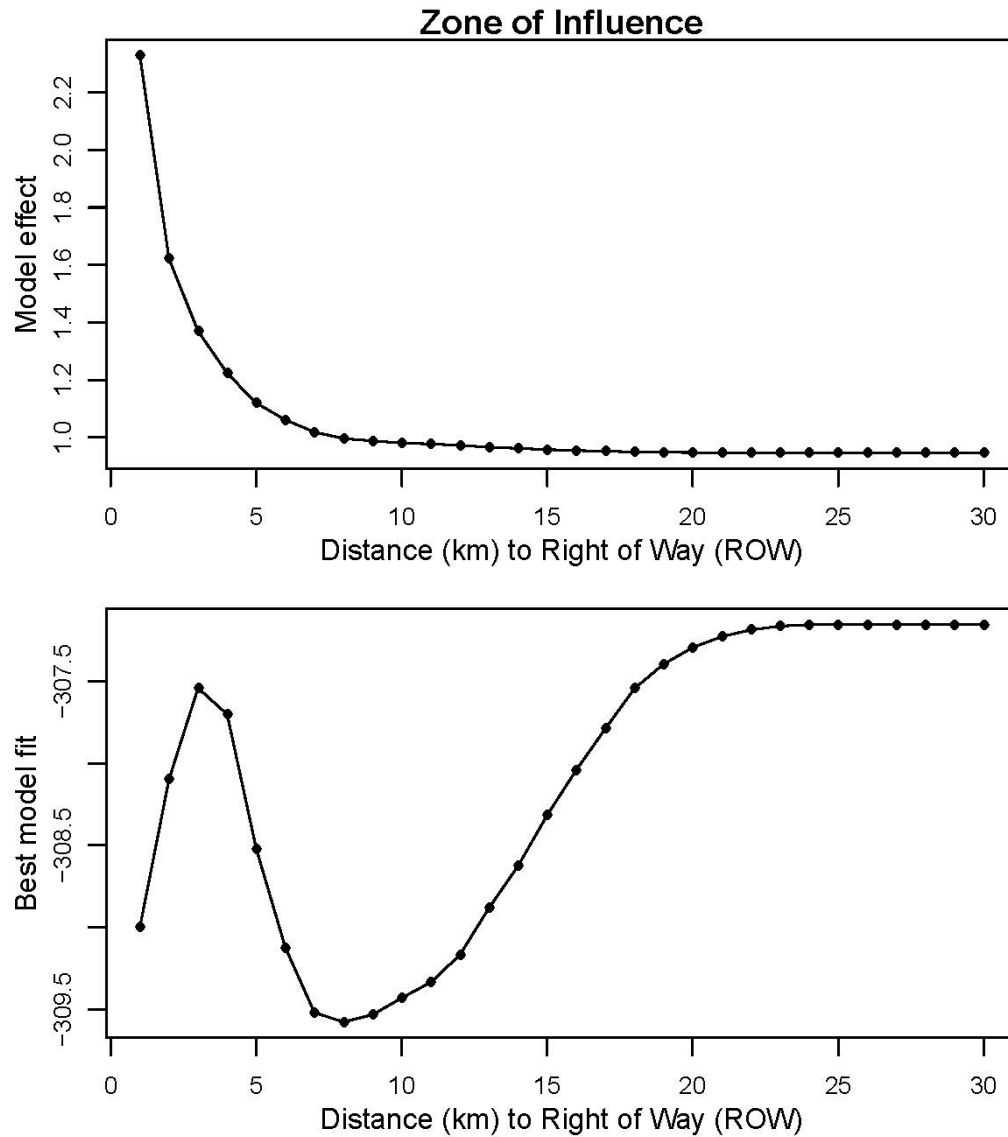 Zone of Influence
Model effect
2.2
2.0
1.8
1.6
1.4
1.2
1.0
0 5 10 15 20 25 30
Distance (km) to Right of Way (ROW)
Best model fit
−307.5
−308.5
−309.5
0 5 10 15 20 25 30
Distance (km) to Right of Way (ROW)